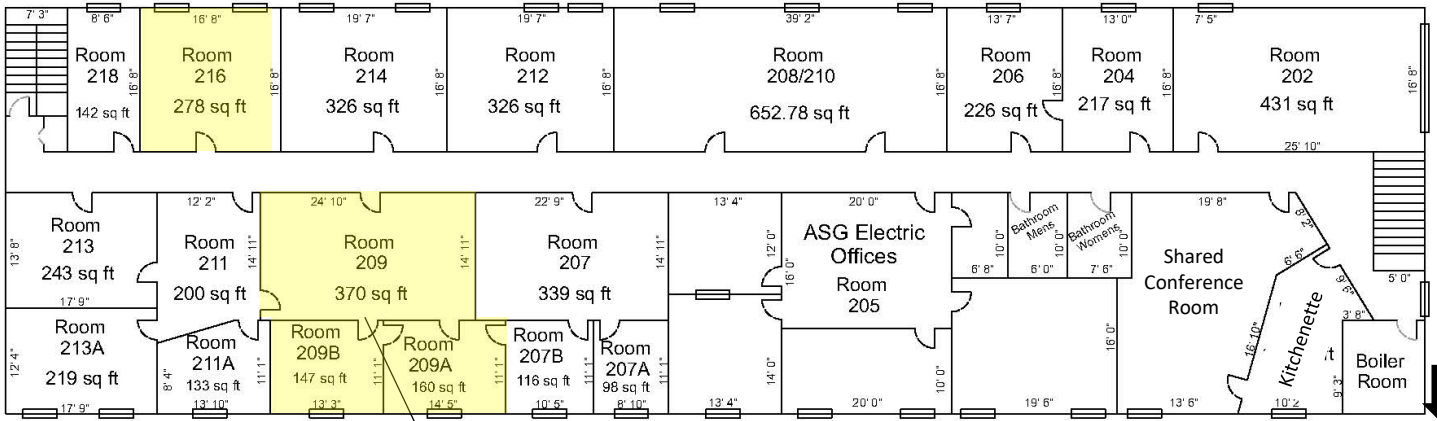 7' 3"
8' 6"
16' 8"
19' 7"
19' 7"
39' 2"
13' 7"
13' 0"
7' 5"
Room
218
142 sq ft
16' 8"
Room
216
278 sq ft
16' 8"
Room
214
326 sq ft
16' 8"
Room
212
326 sq ft
16' 8"
Room
208/210
652.78 sq ft
16' 8"
Room
206
226 sq ft
16' 8"
Room
204
217 sq ft
16' 8"
Room
202
431 sq ft
16' 8"
25' 10"
12' 2"
24' 10"
22' 9"
13' 4"
20' 0"
19' 8"
8' 2"
13' 8"
Room
213
243 sq ft
17' 9"
Room
211
200 sq ft
14' 11"
Room
209
370 sq ft
14' 11"
Room
207
339 sq ft
14' 11"
12' 0"
16' 0"
ASG Electric
Offices
Room
205
10' 0"
6' 8"
Bathroom
Mens
10' 0"
6' 0"
Bathroom
Womens
10' 0"
7' 6"
Shared
Conference
Room
6' 6"
9' 6"
5' 0"
3' 8"
12' 4"
Room
213A
219 sq ft
17' 9"
8' 4"
Room
211A
133 sq ft
11' 1"
13' 10"
Room
209B
147 sq ft
11' 1"
13' 3"
Room
209A
160 sq ft
11' 1"
14' 5"
Room
207B
116 sq ft
11' 1"
10' 5"
Room
207A
98 sq ft
11' 1"
8' 10"
14' 0"
13' 4"
10' 0"
20' 0"
16' 0"
19' 6"
13' 6"
16' 10"
Kitchenette
10' 2
9' 3"
Boiler
Room